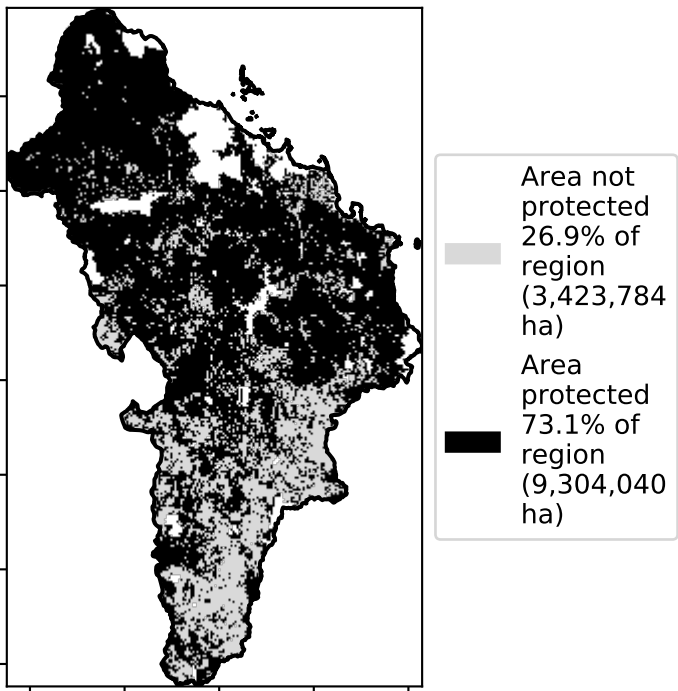 Area not
protected
26.9% of
region
(3,423,784
ha)
Area
protected
73.1% of
region
(9,304,040
ha)